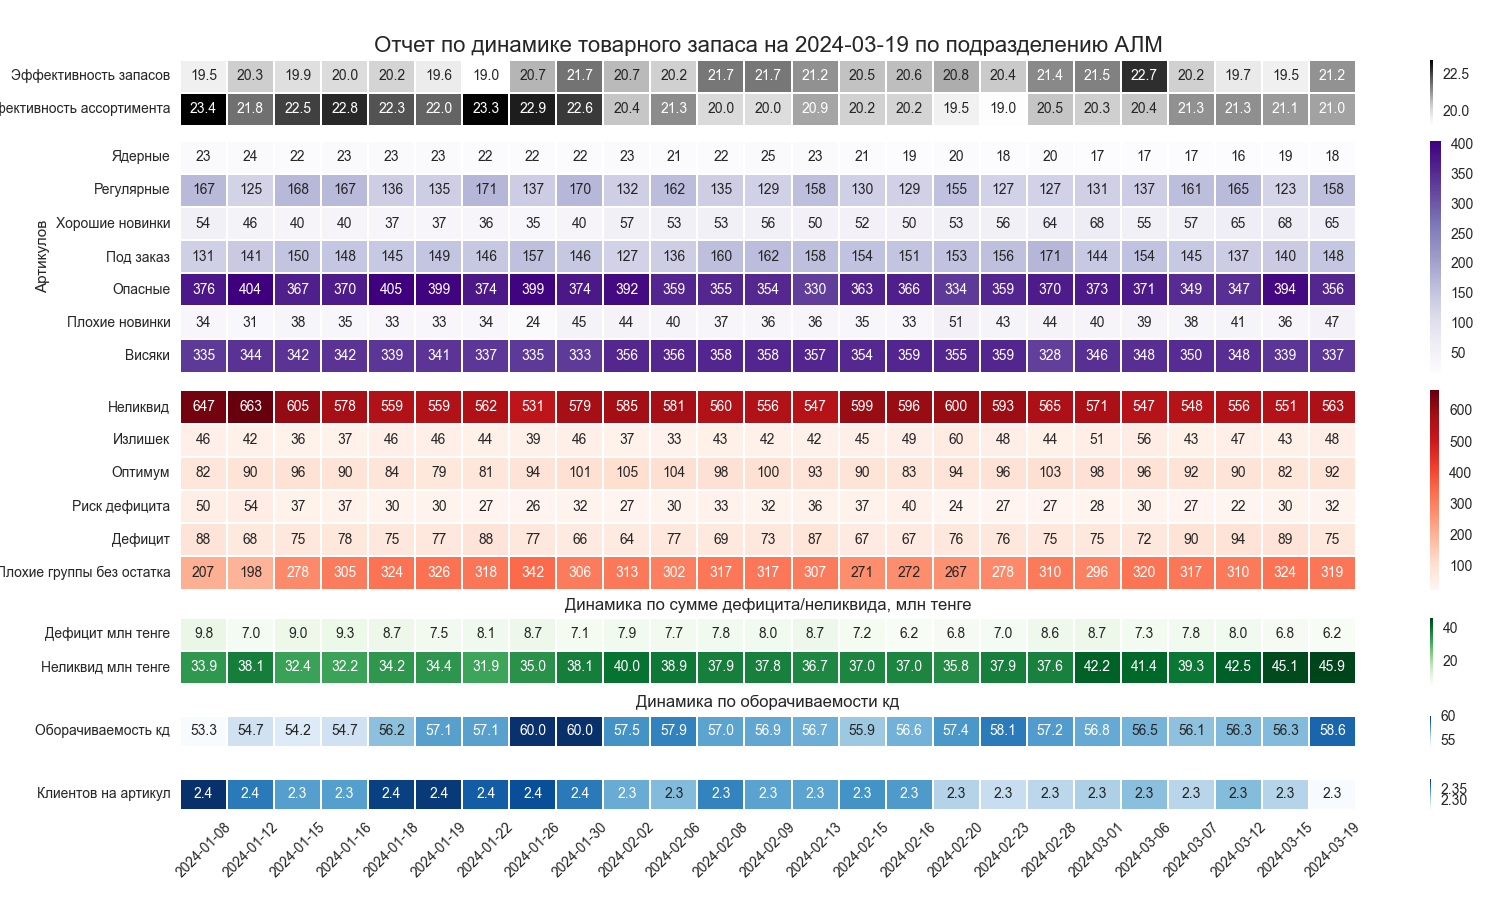 Отчет по динамике товарного запаса на 2024-03-19 по подразделению АЛМ
Эффективность запасов 19.5 20.3 19.9 20.0 20.2 19.6 19.0 20.7 21.7 20.7 20.2 21.7 21.7 21.2 20.5 20.6 20.8 20.4 21.4 21.5 22.7 20.2 19.7 19.5 21.2
фективность ассортимента 23.4 21.8 22.5 22.8 22.3 22.0 23.3 22.9 22.6 20.4 21.3 20.0 20.0 20.9 20.2 20.2 19.5 19.0 20.5 20.3 20.4 21.3 21.3 21.1 21.0
22.5
20.0
Артикулов
Ядерные 23 24 22 23 23 23 22 22 22 23 21 22 25 23 21 19 20 18 20 17 17 17 16 19 18
Регулярные 167 125 168 167 136 135 171 137 170 132 162 135 129 158 130 129 155 127 127 131 137 161 165 123 158
Хорошие новинки 54 46 40 40 37 37 36 35 40 57 53 53 56 50 52 50 53 56 64 68 55 57 65 68 65
Под заказ 131 141 150 148 145 149 146 157 146 127 136 160 162 158 154 151 153 156 171 144 154 145 137 140 148
Опасные 376 404 367 370 405 399 374 399 374 392 359 355 354 330 363 366 334 359 370 373 371 349 347 394 356
Плохие новинки 34 31 38 35 33 33 34 24 45 44 40 37 36 36 35 33 51 43 44 40 39 38 41 36 47
Висяки 335 344 342 342 339 341 337 335 333 356 356 358 358 357 354 359 355 359 328 346 348 350 348 339 337
400
350
300
250
200
150
100
50
Неликвид 647 663 605 578 559 559 562 531 579 585 581 560 556 547 599 596 600 593 565 571 547 548 556 551 563
Излишек 46 42 36 37 46 46 44 39 46 37 33 43 42 42 45 49 60 48 44 51 56 43 47 43 48
Оптимум 82 90 96 90 84 79 81 94 101 105 104 98 100 93 90 83 94 96 103 98 96 92 90 82 92
Риск дефицита 50 54 37 37 30 30 27 26 32 27 30 33 32 36 37 40 24 27 27 28 30 27 22 30 32
Дефицит 88 68 75 78 75 77 88 77 66 64 77 69 73 87 67 67 76 76 75 75 72 90 94 89 75
Плохие группы без остатка 207 198 278 305 324 326 318 342 306 313 302 317 317 307 271 272 267 278 310 296 320 317 310 324 319
600
500
400
300
200
100
Динамика по сумме дефицита/неликвида, млн тенге
Дефицит млн тенге 9.8 7.0 9.0 9.3 8.7 7.5 8.1 8.7 7.1 7.9 7.7 7.8 8.0 8.7 7.2 6.2 6.8 7.0 8.6 8.7 7.3 7.8 8.0 6.8 6.2
Неликвид млн тенге 33.9 38.1 32.4 32.2 34.2 34.4 31.9 35.0 38.1 40.0 38.9 37.9 37.8 36.7 37.0 37.0 35.8 37.9 37.6 42.2 41.4 39.3 42.5 45.1 45.9
40
20
Динамика по оборачиваемости кд
Оборачиваемость кд 53.3 54.7 54.2 54.7 56.2 57.1 57.1 60.0 60.0 57.5 57.9 57.0 56.9 56.7 55.9 56.6 57.4 58.1 57.2 56.8 56.5 56.1 56.3 56.3 58.6
60
55
Клиентов на артикул 2.4 2.4 2.3 2.3 2.4 2.4 2.4 2.4 2.4 2.3 2.3 2.3 2.3 2.3 2.3 2.3 2.3 2.3 2.3 2.3 2.3 2.3 2.3 2.3 2.3
2.35
2.30
2024-01-08 2024-01-12 2024-01-15 2024-01-16 2024-01-18 2024-01-19 2024-01-22 2024-01-26 2024-01-30 2024-02-02 2024-02-06 2024-02-08 2024-02-09 2024-02-13 2024-02-15 2024-02-16 2024-02-20 2024-02-23 2024-02-28 2024-03-01 2024-03-06 2024-03-07 2024-03-12 2024-03-15 2024-03-19